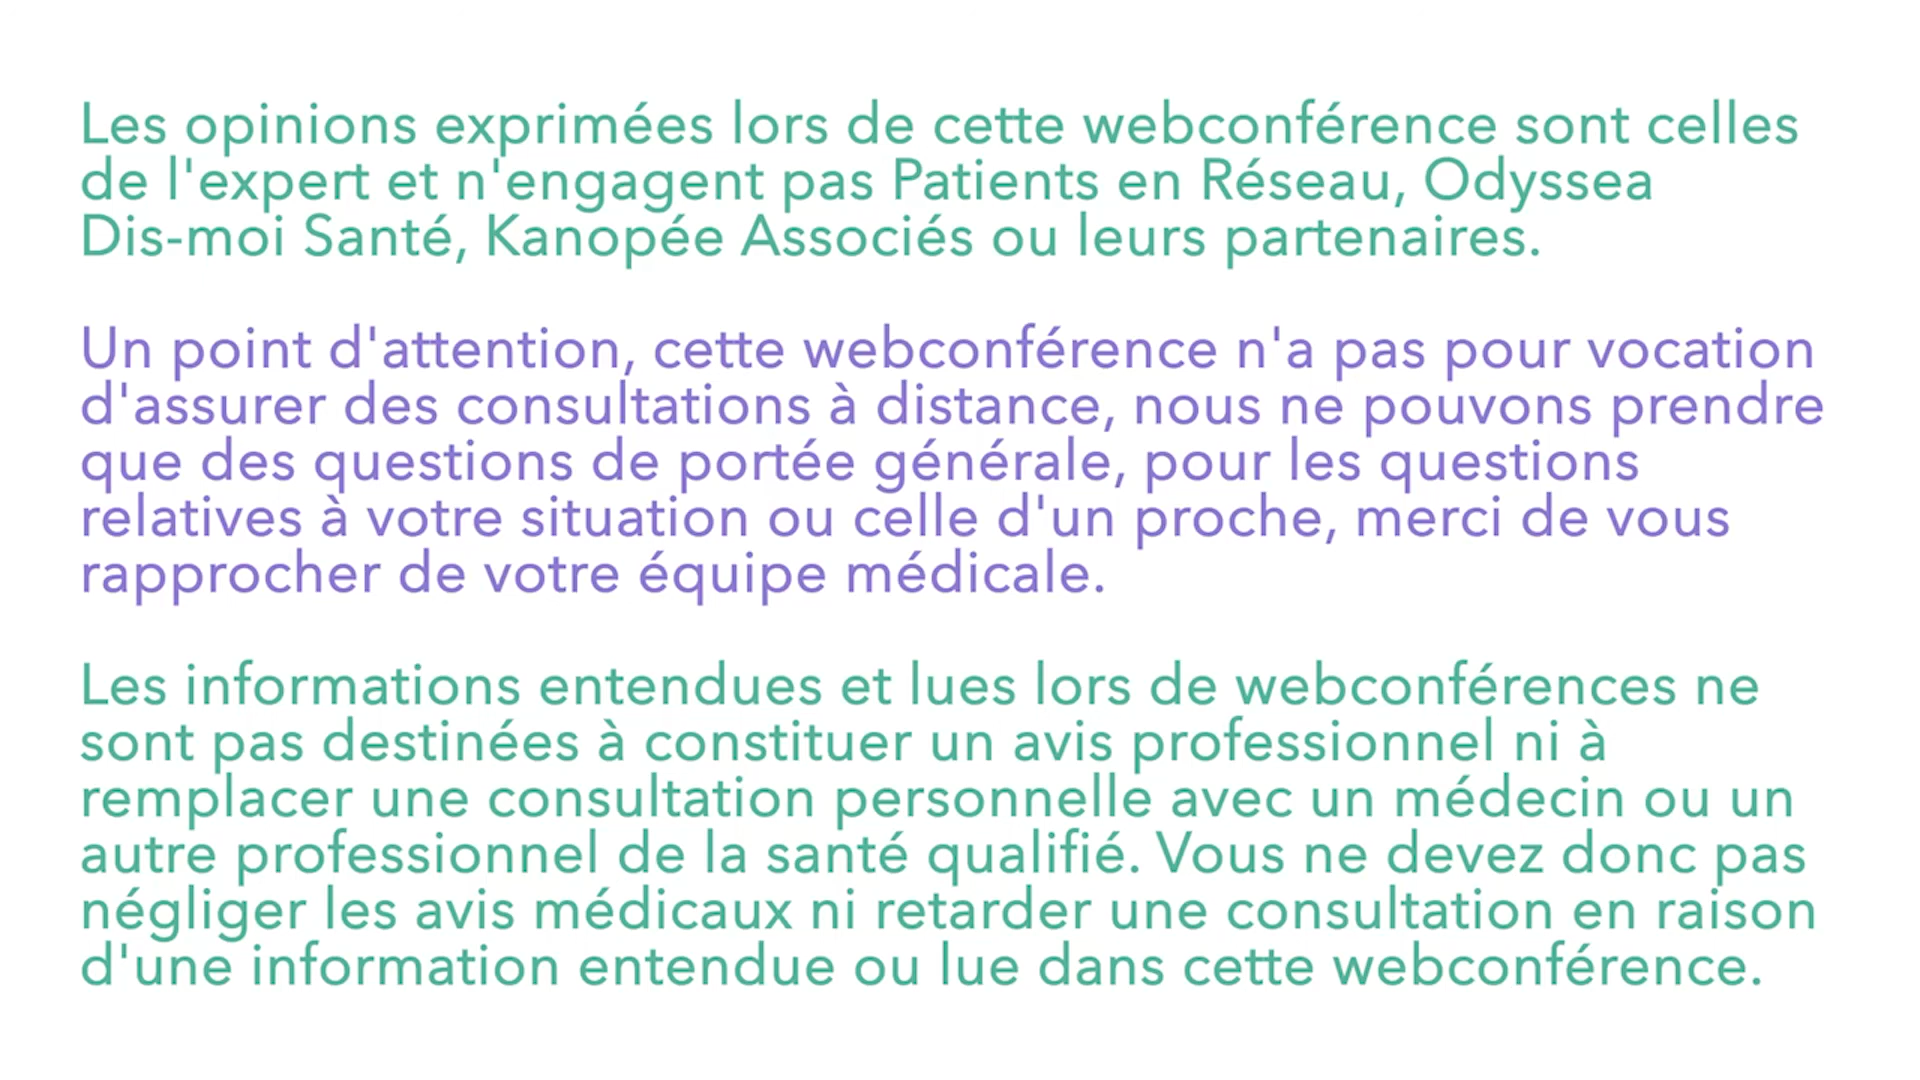 Les opinions exprimées lors de cette webconférence sont celles
de l'expert et n'engagent pas Patients en Réseau, Odyssea
Dis-moi Santé, Kanopée Associés ou leurs partenaires.
Un point d'attention, cette webconférence n'a pas pour vocation
d'assurer des consultations à distance, nous ne pouvons prendre
que des questions de portée générale, pour les questions
relatives à votre situation ou celle d'un proche, merci de vous
rapprocher de votre équipe médicale.
Les informations entendues et lues lors de webconférences ne
sont pas destinées à constituer un avis professionnel ni à
remplacer une consultation personnelle avec un médecin ou un
autre professionnel de la santé qualifié. Vous ne devez donc pas
négliger les avis médicaux ni retarder une consultation en raison
d'une information entendue ou lue dans cette webconférence.